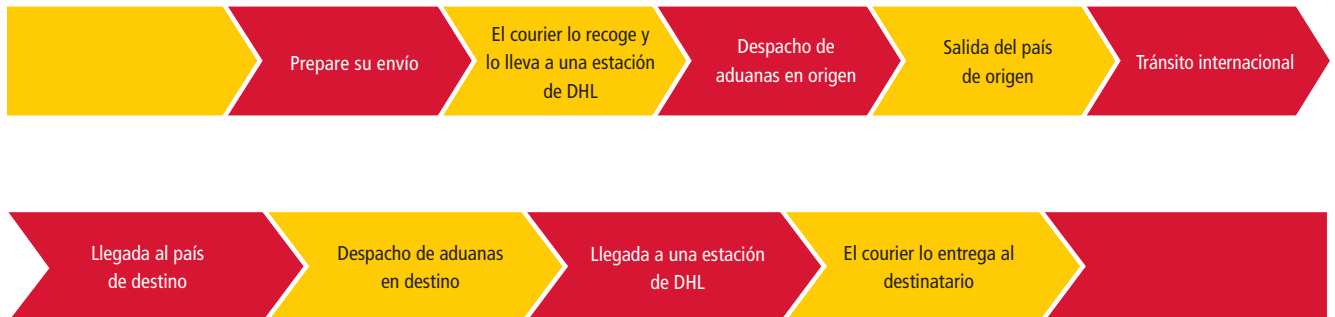 Prepare su envío
El courier lo recoge y
lo lleva a una estación
de DHL
Despacho de
aduanas en origen
Salida del país
de origen
Tránsito internacional
Llegada al país
de destino
Despacho de aduanas
en destino
Llegada a una estación
de DHL
El courier lo entrega al
destinatario